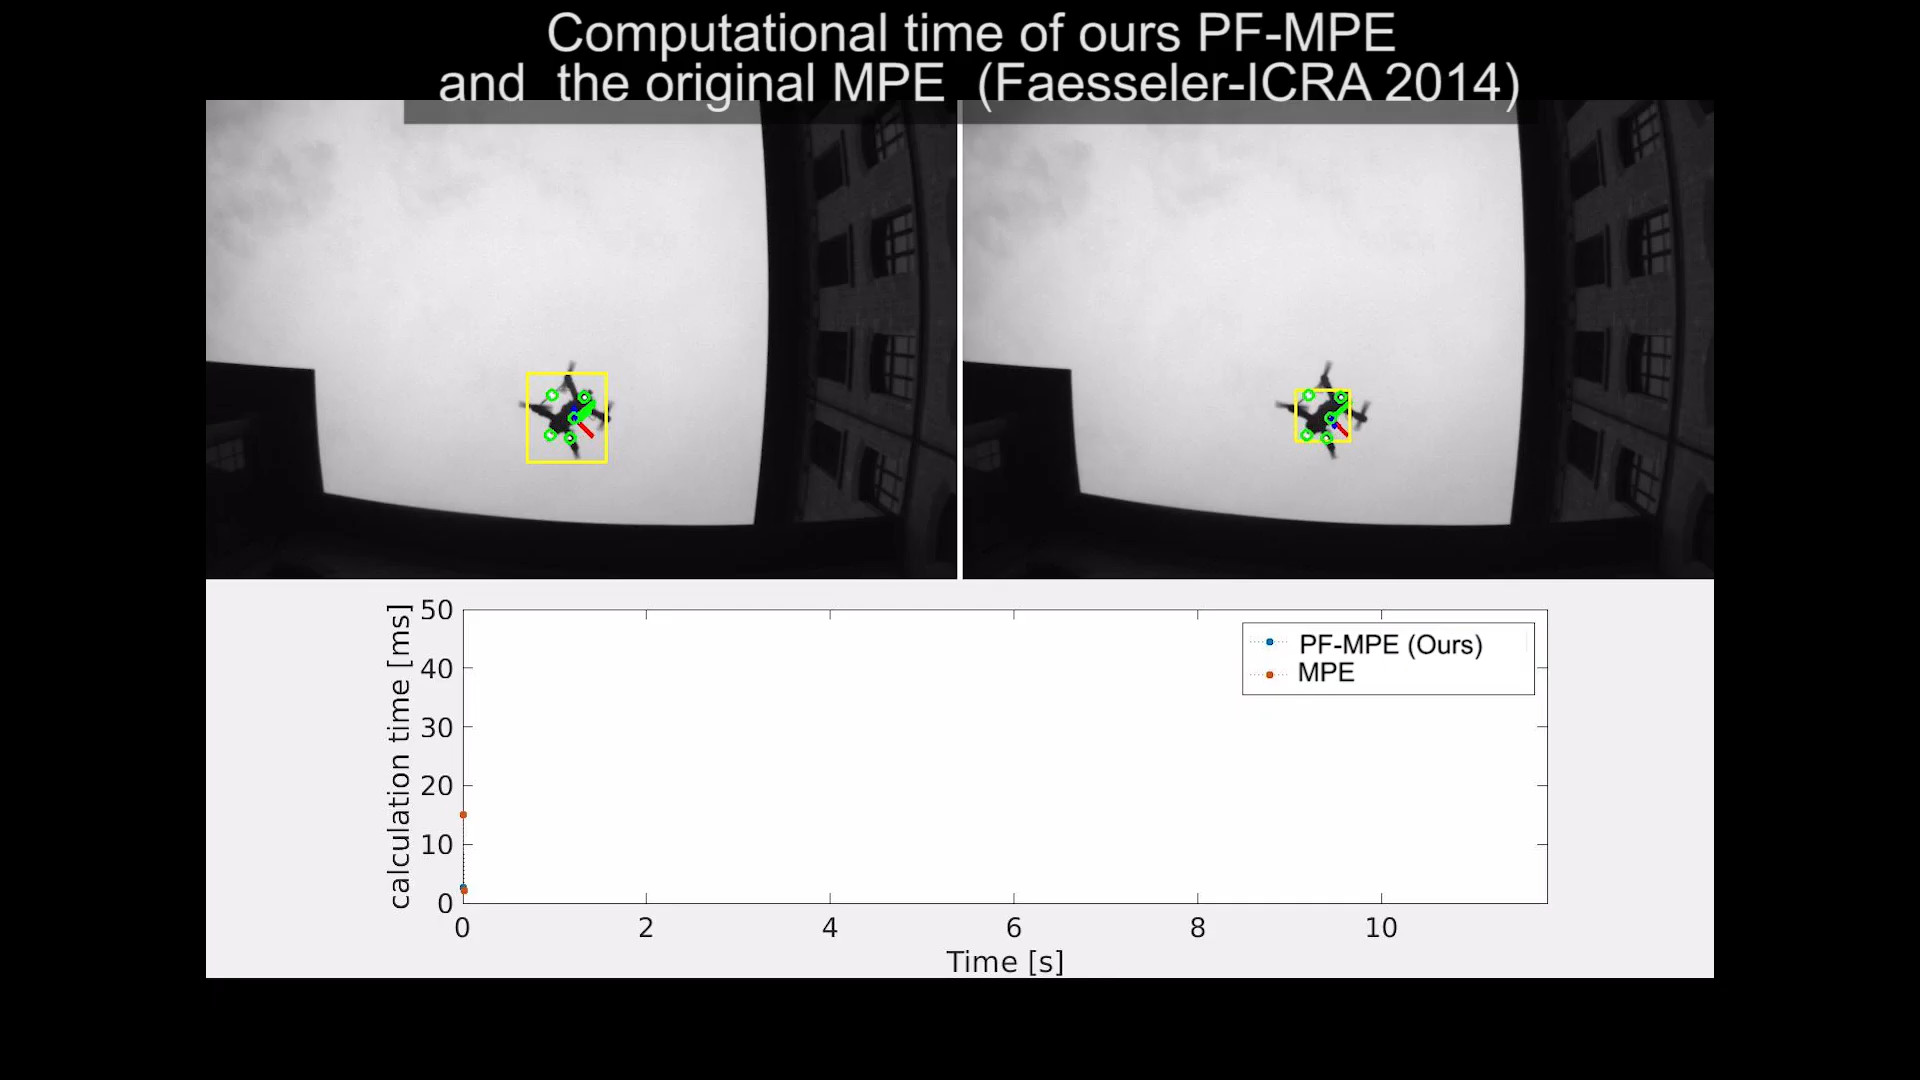 Computational time of ours PF-MPE
and the original MPE (Faesseler-ICRA 2014)
calculation time [ms]
50
40
30
20
10
0
PF-MPE (Ours)
MPE
0 2 4 6 8 10
Time [s]